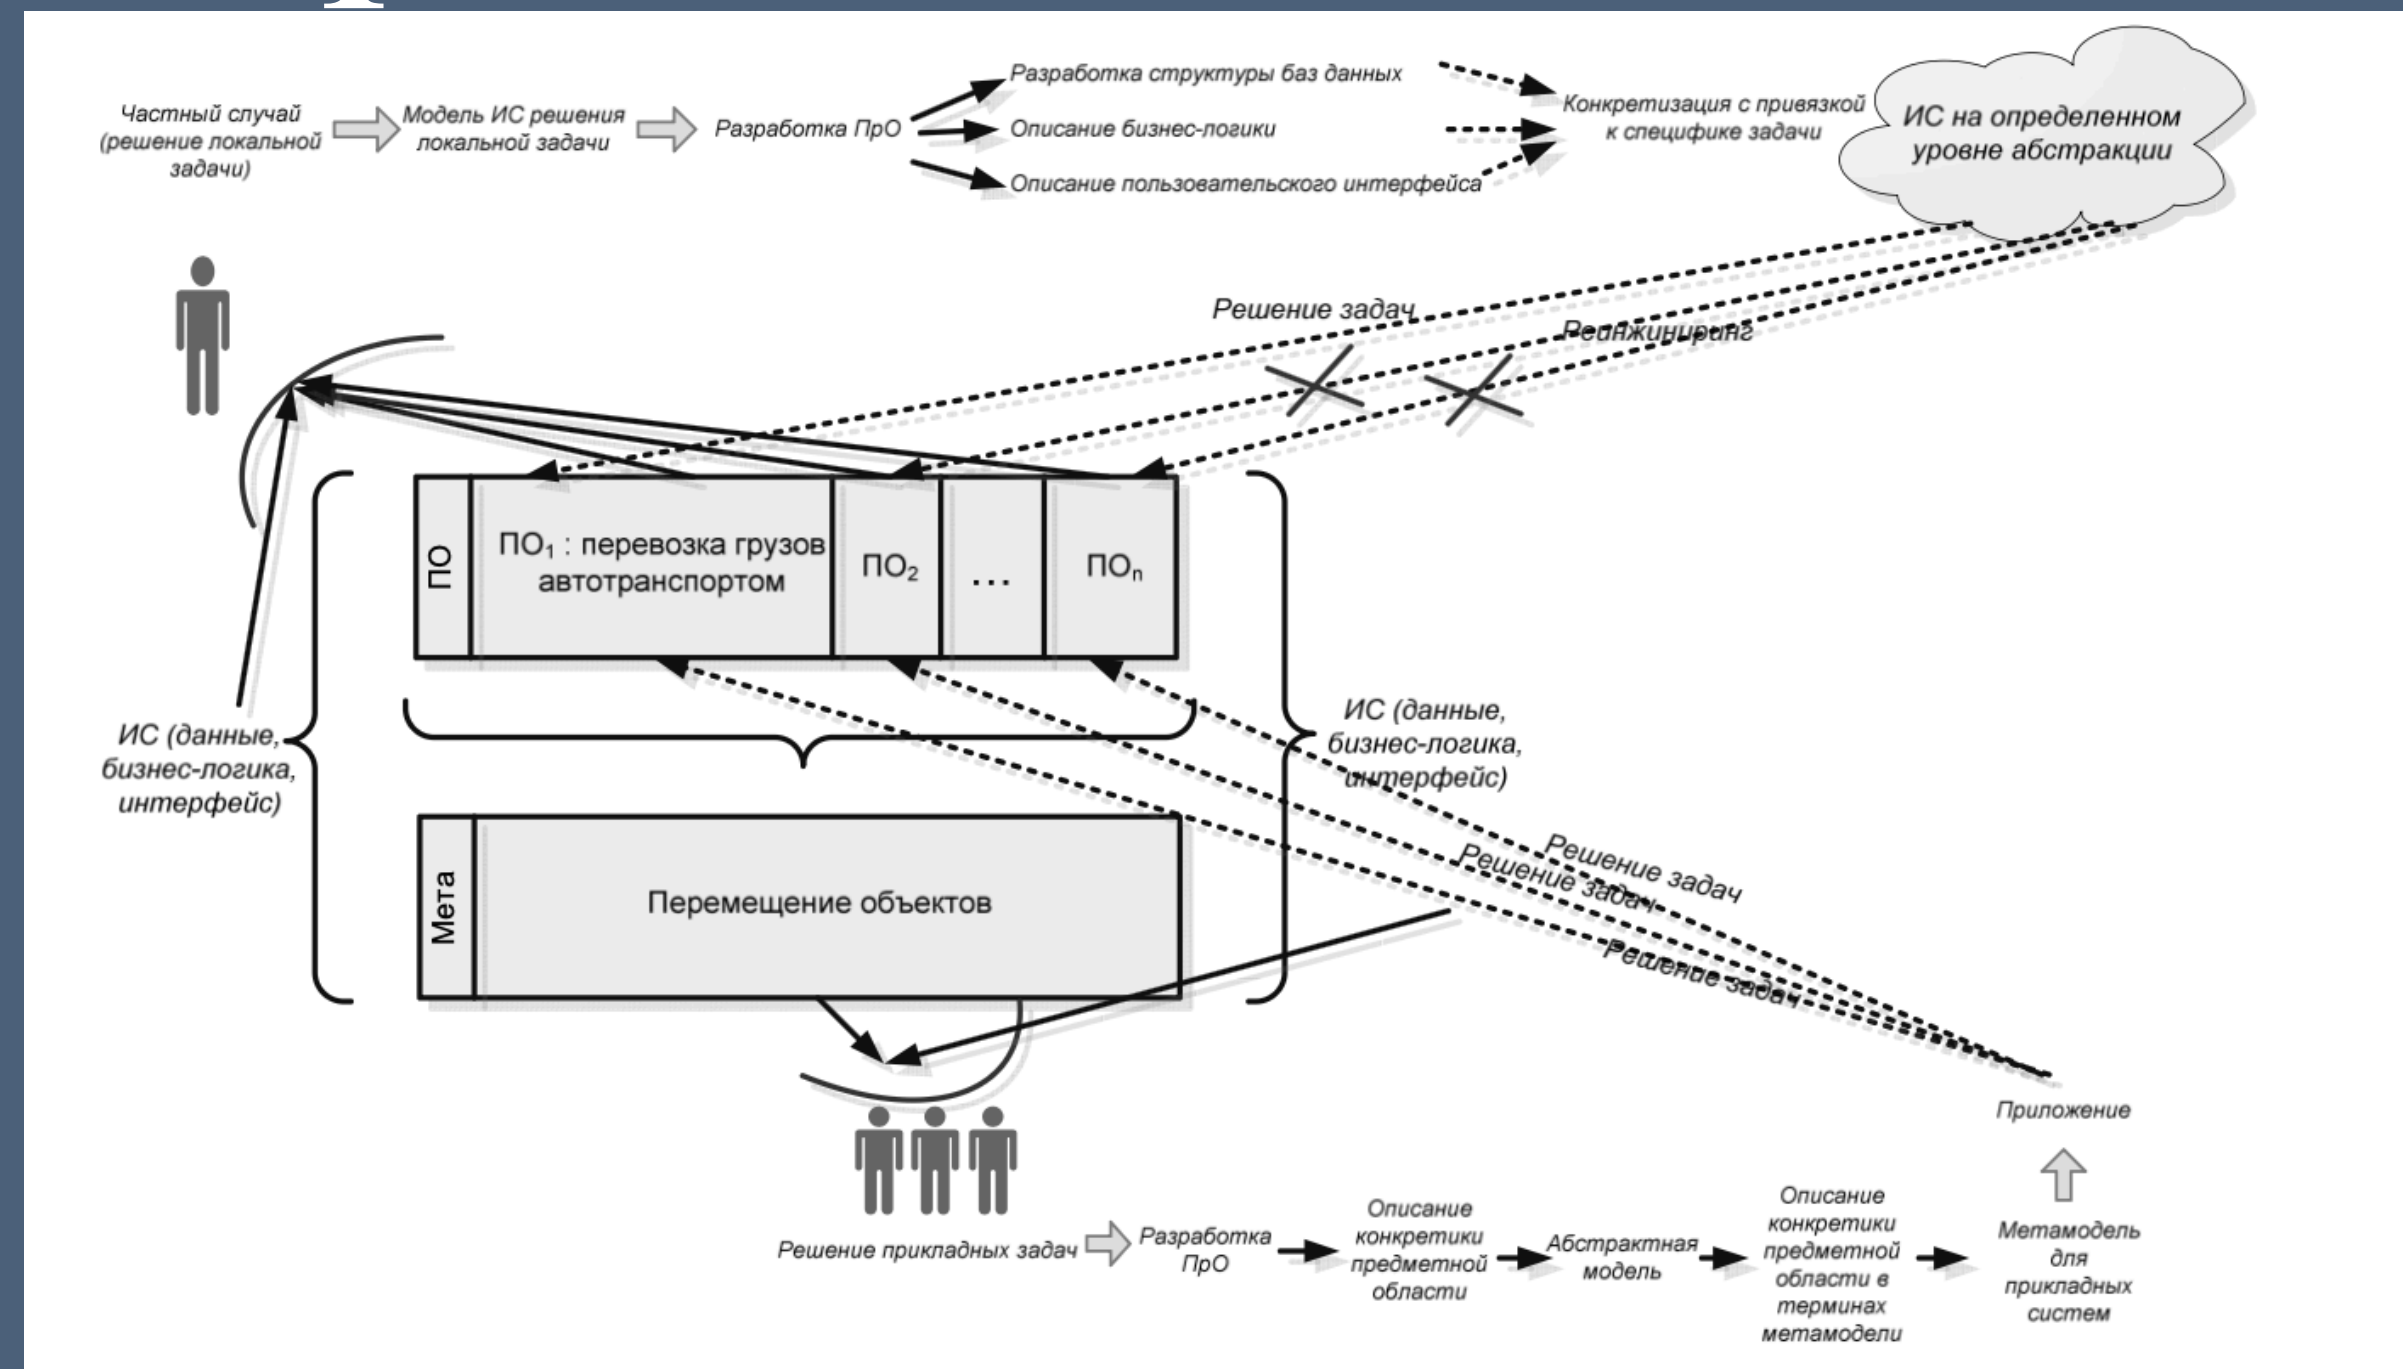 Частный случай
(решение локальной
задачи)
Модель ИС решения
локальной задачи
Разработка ПрО
Разработка структуры баз данных
Описание бизнес-логики
Описание пользовательского интерфейса
Конкретизация с привязкой
к специфике задачи
ИС на определенном
уровне абстракции
Решение задач
Реинжиниринг
ПО
ПО₁ : перевозка грузов
автотранспортом
ПО₂
...
ПОₙ
ИС (данные,
бизнес-логика,
интерфейс)
ИС (данные,
бизнес-логика,
интерфейс)
Мета
Перемещение объектов
Решение задач
Решение задач
Решение задач
Приложение
Решение прикладных задач
Разработка
ПрО
Описание
конкретики
предметной
области
Абстрактная
модель
Описание
конкретики
предметной
области в
терминах
метамодели
Метамодель
для
прикладных
систем